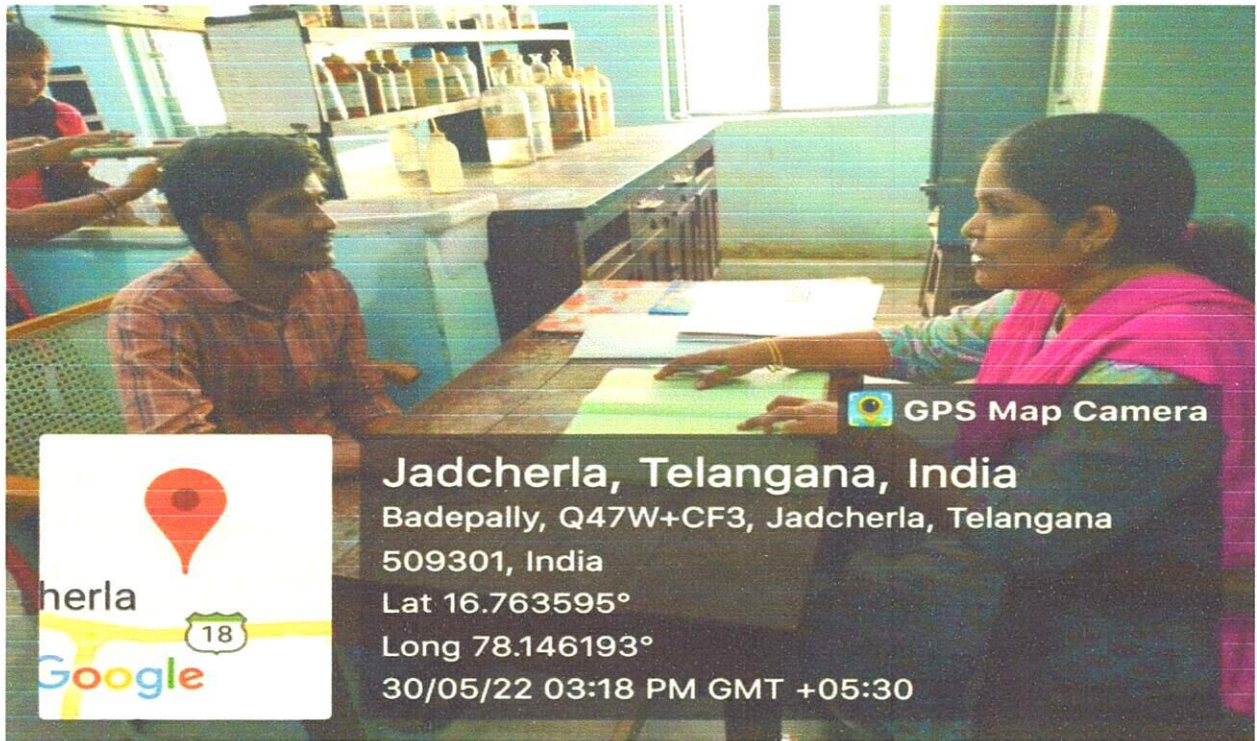 GPS Map Camera
Jadcherla, Telangana, India
Badepally, Q47W+CF3, Jadcherla, Telangana
509301, India
Lat 16.763595°
Long 78.146193°
30/05/22 03:18 PM GMT +05:30
herla
18
Google